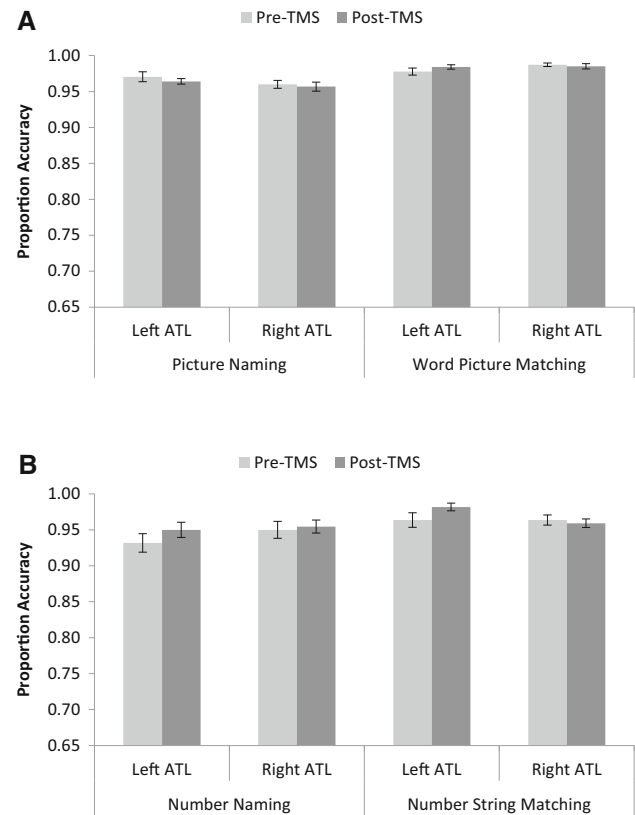 A
Pre-TMS Post-TMS
Proportion Accuracy
1.00
0.95
0.90
0.85
0.80
0.75
0.70
0.65
Left ATL Right ATL Left ATL Right ATL
Picture Naming Word Picture Matching
B
Pre-TMS Post-TMS
Proportion Accuracy
1.00
0.95
0.90
0.85
0.80
0.75
0.70
0.65
Left ATL Right ATL Left ATL Right ATL
Number Naming Number String Matching